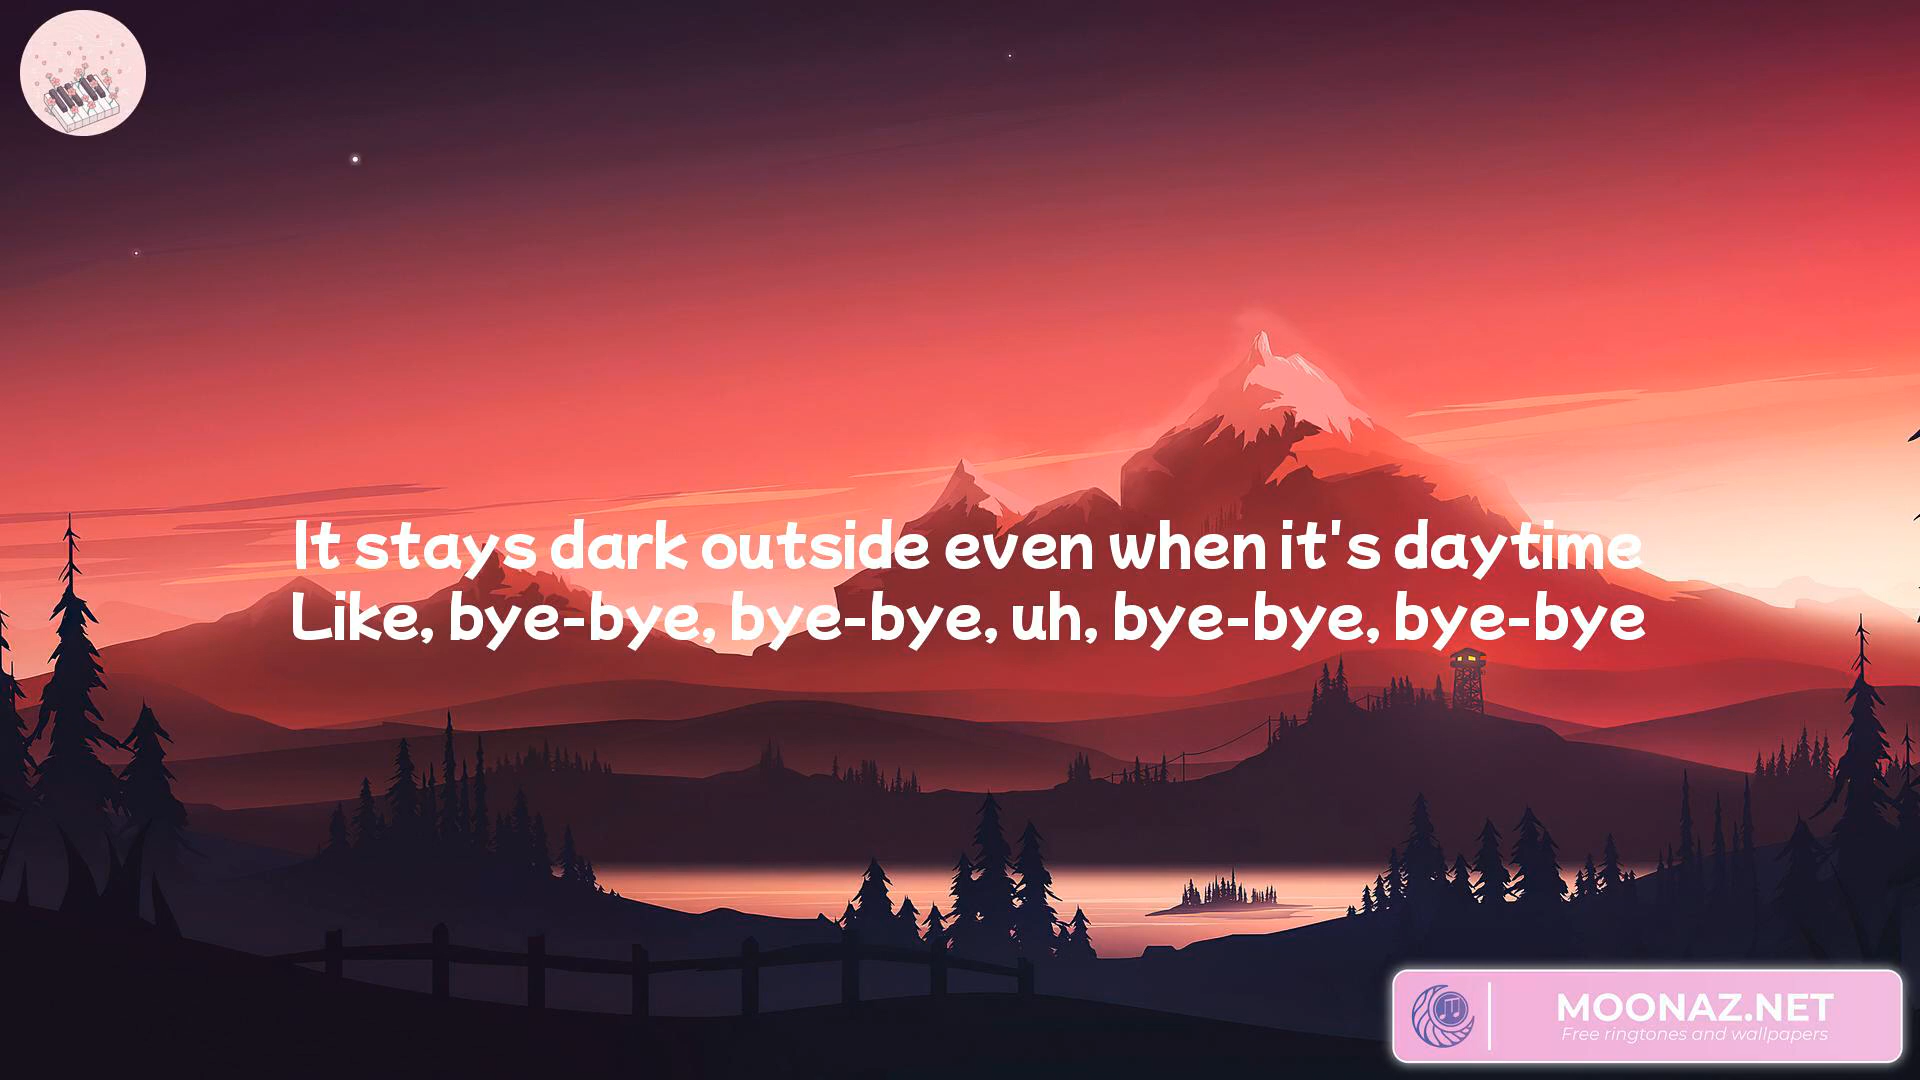 It stays dark outside even when it's daytime
Like, bye-bye, bye-bye, uh, bye-bye, bye-bye
MOONAZ.NET
Free ringtones and wallpapers